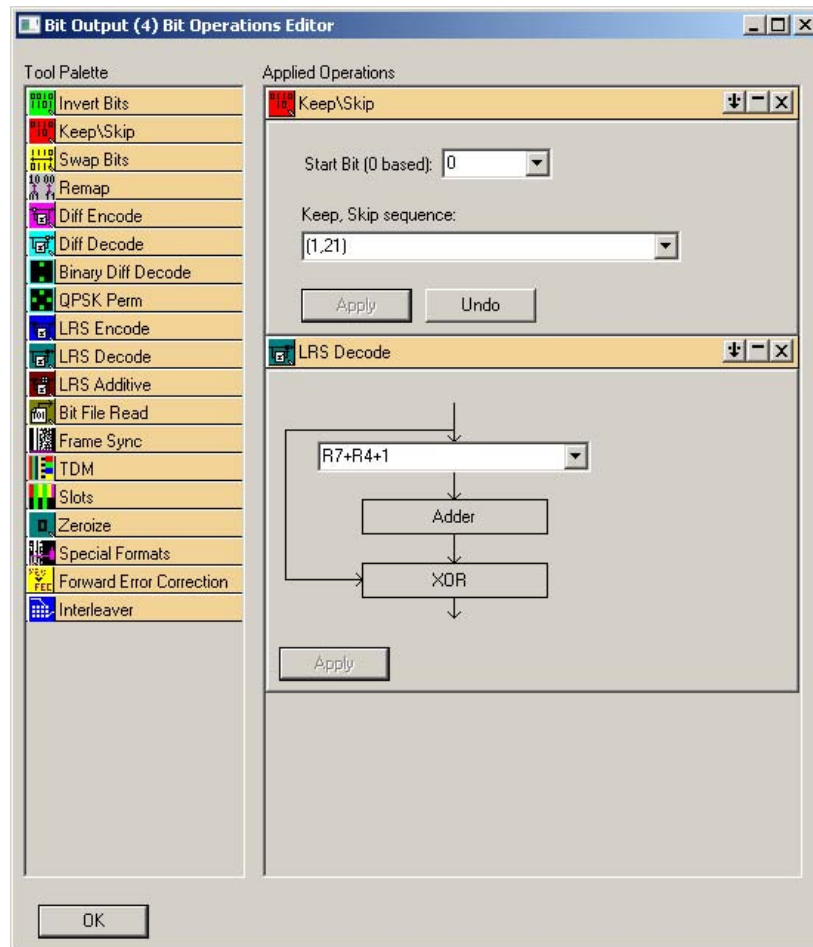 Bit Output (4) Bit Operations Editor
Tool Palette
Invert Bits
Keep\Skip
Swap Bits
Remap
Diff Encode
Diff Decode
Binary Diff Decode
QPSK Perm
LRS Encode
LRS Decode
LRS Additive
Bit File Read
Frame Sync
TDM
Slots
Zeroize
Special Formats
Forward Error Correction
Interleaver
Applied Operations
Keep\Skip
Start Bit (0 based): 0
Keep, Skip sequence:
(1,21)
Apply Undo
LRS Decode
R7+R4+1
Adder
XOR
Apply
OK